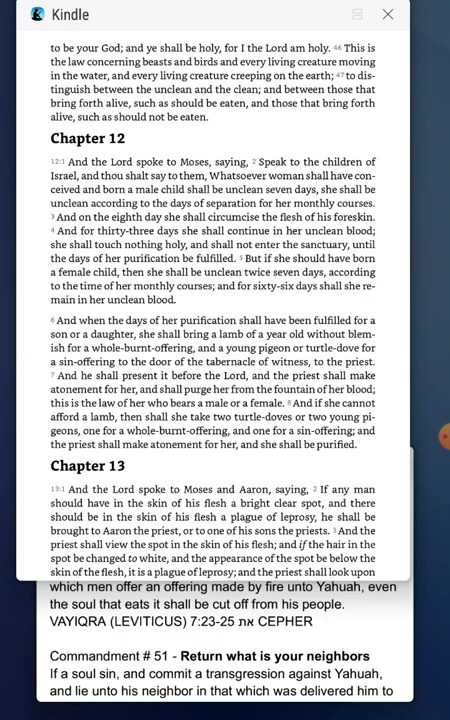 Kindle
to be your God; and ye shall be holy, for I the Lord am holy. 46 This is
the law concerning beasts and birds and every living creature moving
in the water, and every living creature creeping on the earth; 47 to dis-
tinguish between the unclean and the clean; and between those that
bring forth alive, such as should be eaten, and those that bring forth
alive, such as should not be eaten.
Chapter 12
12:1 And the Lord spoke to Moses, saying, 2 Speak to the children of
Israel, and thou shalt say to them, Whatsoever woman shall have con-
ceived and born a male child shall be unclean seven days, she shall be
unclean according to the days of separation for her monthly courses.
3 And on the eighth day she shall circumcise the flesh of his foreskin.
4 And for thirty-three days she shall continue in her unclean blood;
she shall touch nothing holy, and shall not enter the sanctuary, until
the days of her purification be fulfilled. 5 But if she should have born
a female child, then she shall be unclean twice seven days, according
to the time of her monthly courses; and for sixty-six days shall she re-
main in her unclean blood.
6 And when the days of her purification shall have been fulfilled for a
son or a daughter, she shall bring a lamb of a year old without blem-
ish for a whole-burnt-offering, and a young pigeon or turtle-dove for
a sin-offering to the door of the tabernacle of witness, to the priest.
7 And he shall present it before the Lord, and the priest shall make
atonement for her, and shall purge her from the fountain of her blood;
this is the law of her who bears a male or a female. 8 And if she cannot
afford a lamb, then shall she take two turtle-doves or two young pi-
geons, one for a whole-burnt-offering, and one for a sin-offering; and
the priest shall make atonement for her, and she shall be purified.
Chapter 13
13:1 And the Lord spoke to Moses and Aaron, saying, 2 If any man
should have in the skin of his flesh a bright clear spot, and there
should be in the skin of his flesh a plague of leprosy, he shall be
brought to Aaron the priest, or to one of his sons the priests. 3 And the
priest shall view the spot in the skin of his flesh; and if the hair in the
spot be changed to white, and the appearance of the spot be below the
skin of the flesh, it is a plague of leprosy; and the priest shall look upon
which men offer an offering made by fire unto Yahuah, even
the soul that eats it shall be cut off from his people.
VAYIQRA (LEVITICUS) 7:23-25 את CEPHER
Commandment # 51 - Return what is your neighbors
If a soul sin, and commit a transgression against Yahuah,
and lie unto his neighbor in that which was delivered him to